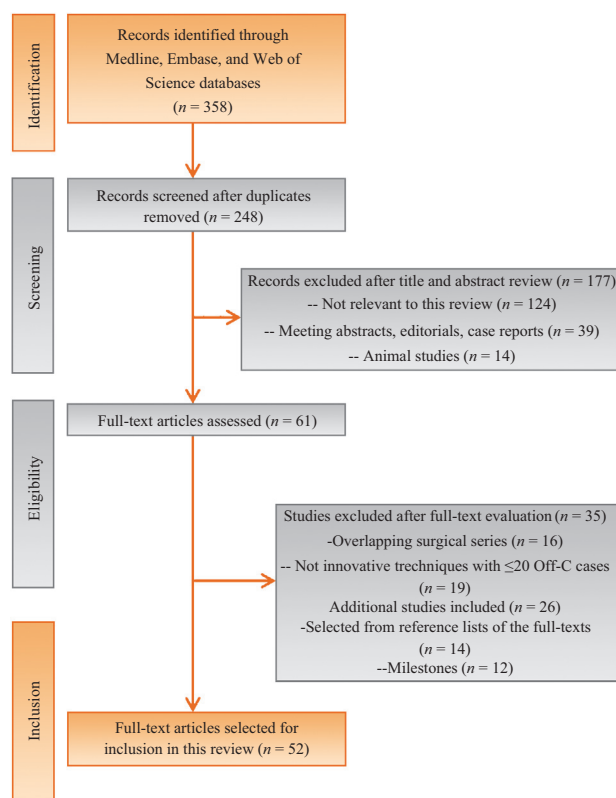 Identification
Records identified through
Medline, Embase, and Web of
Science databases
(n = 358)
Screening
Records screened after duplicates
removed (n = 248)
Records excluded after title and abstract review (n = 177)
-- Not relevant to this review (n = 124)
-- Meeting abstracts, editorials, case reports (n = 39)
-- Animal studies (n = 14)
Eligibility
Full-text articles assessed (n = 61)
Studies excluded after full-text evaluation (n = 35)
-Overlapping surgical series (n = 16)
-- Not innovative trechniques with ≤20 Off-C cases
(n = 19)
Additional studies included (n = 26)
-Selected from reference lists of the full-texts
(n = 14)
--Milestones (n = 12)
Inclusion
Full-text articles selected for
inclusion in this review (n = 52)